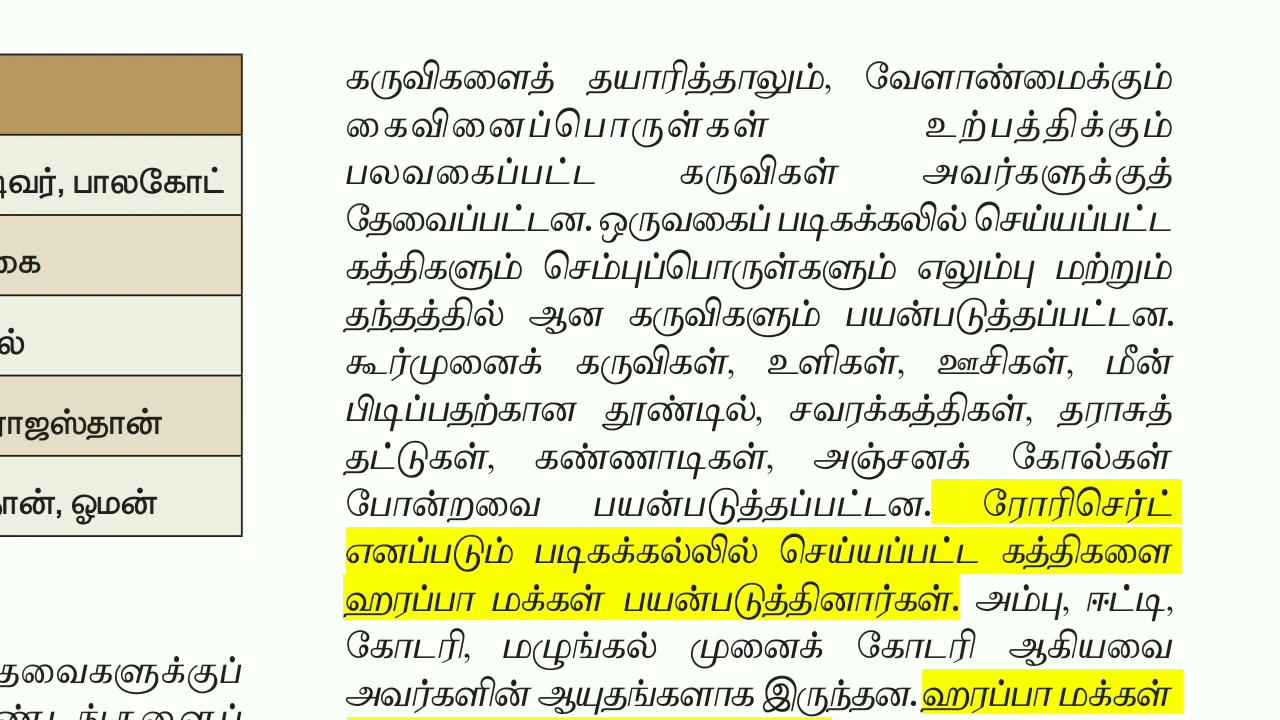 பாலகோட்
கை
ல்
ராஜஸ்தான்
ஓமன்
தவைகளுக்குப்
கருவிகளைத் தயாரித்தாலும், வேளாண்மைக்கும்
கைவினைப்பொருள்கள் உற்பத்திக்கும்
பலவகைப்பட்ட கருவிகள் அவர்களுக்குத்
தேவைப்பட்டன. ஒருவகைப் படிகக்கலில் செய்யப்பட்ட
கத்திகளும் செம்புப்பொருள்களும் எலும்பு மற்றும்
தந்தத்தில் ஆன கருவிகளும் பயன்படுத்தப்பட்டன.
கூர்முனைக் கருவிகள், உளிகள், ஊசிகள், மீன்
பிடிப்பதற்கான தூண்டில், சவரக்கத்திகள், தராசுத்
தட்டுகள், கண்ணாடிகள், அஞ்சனக் கோல்கள்
போன்றவை பயன்படுத்தப்பட்டன. ரோரிசெர்ட்
எனப்படும் படிகக்கல்லில் செய்யப்பட்ட கத்திகளை
ஹரப்பா மக்கள் பயன்படுத்தினார்கள். அம்பு, ஈட்டி,
கோடரி, மழுங்கல் முனைக் கோடரி ஆகியவை
அவர்களின் ஆயுதங்களாக இருந்தன. ஹரப்பா மக்கள்